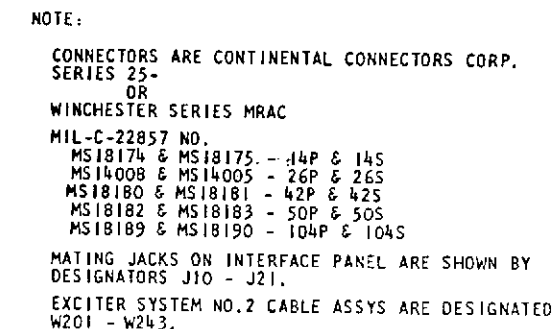 NOTE:
CONNECTORS ARE CONTINENTAL CONNECTORS CORP.
SERIES 25-
OR
WINCHESTER SERIES MRAC
MIL-C-22857 NO.
MS18174 & MS18175. - 14P & 14S
MS14008 & MS14005 - 26P & 26S
MS18180 & MS18181 - 42P & 42S
MS18182 & MS18183 - 50P & 50S
MS18189 & MS18190 - 104P & 104S
MATING JACKS ON INTERFACE PANEL ARE SHOWN BY
DESIGNATORS J10 - J21.
EXCITER SYSTEM NO.2 CABLE ASSYS ARE DESIGNATED
W201 - W243.